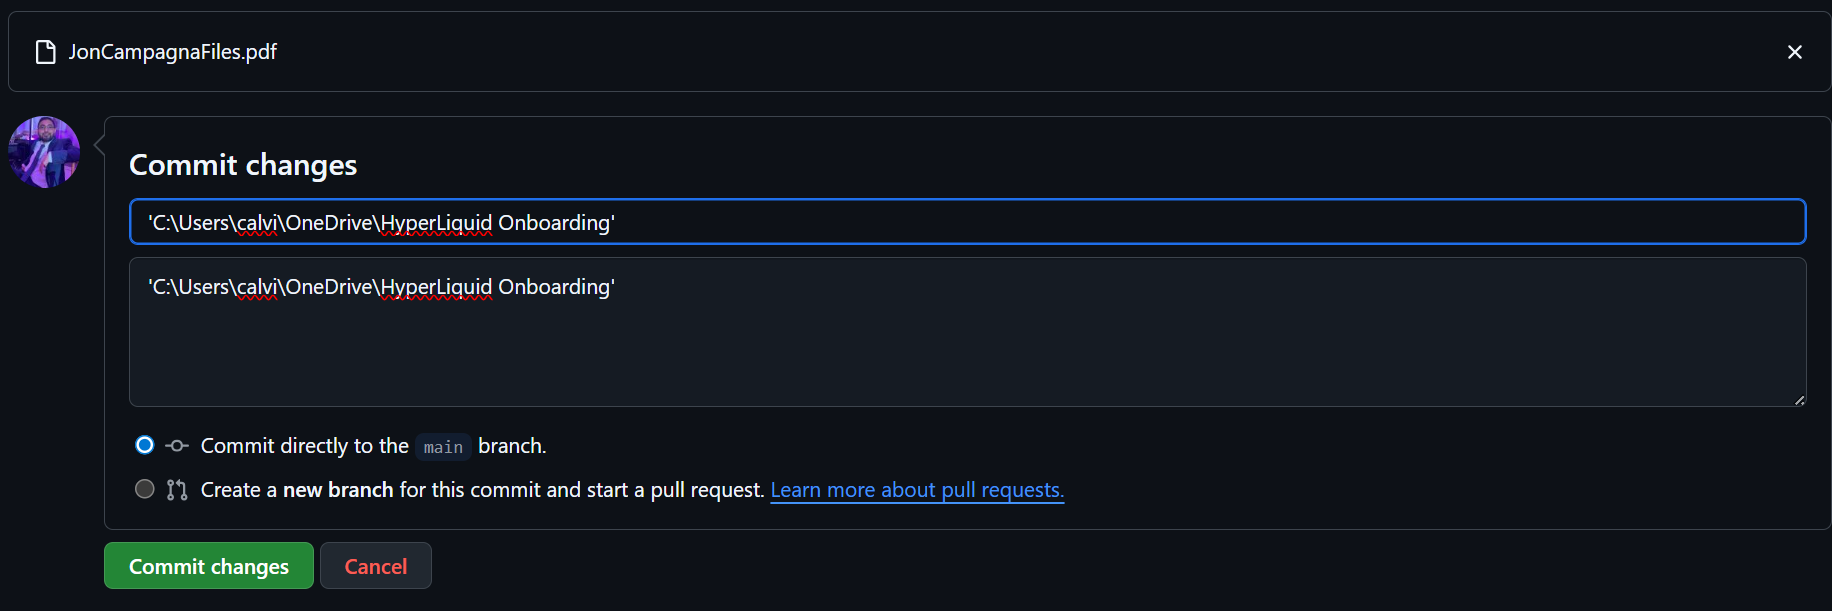 JonCampagnaFiles.pdf
Commit changes
'C:\Users\calvi\OneDrive\HyperLiquid Onboarding'
'C:\Users\calvi\OneDrive\HyperLiquid Onboarding'
Commit directly to the main branch.
Create a new branch for this commit and start a pull request. Learn more about pull requests.
Commit changes Cancel